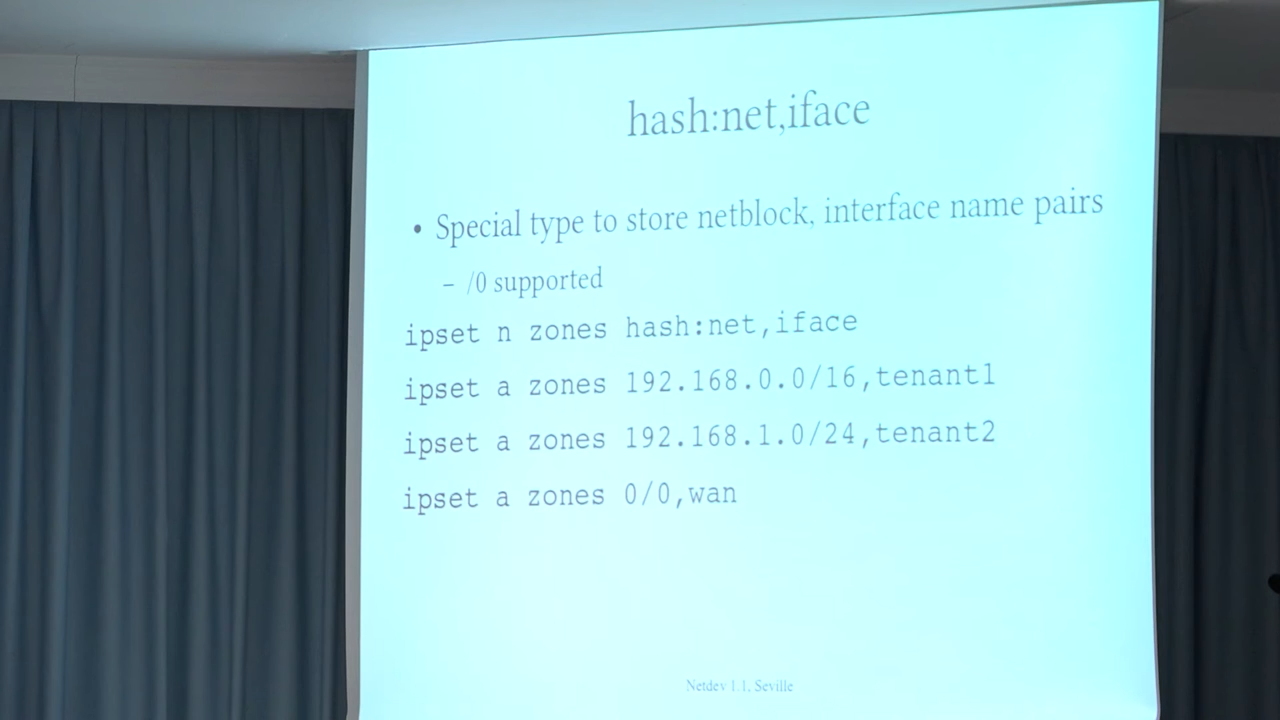 hash:net,iface
• Special type to store netblock, interface name pairs
– /0 supported
ipset n zones hash:net,iface
ipset a zones 192.168.0.0/16,tenant1
ipset a zones 192.168.1.0/24,tenant2
ipset a zones 0/0,wan
Netdev 1.1, Seville